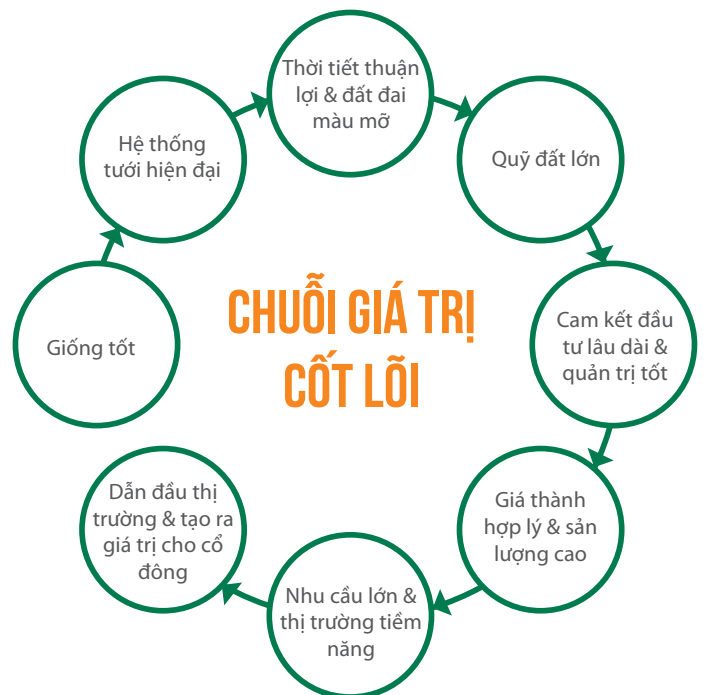 CHUỖI GIÁ TRỊ
CỐT LÕI
Giống tốt
Hệ thống
tưới hiện đại
Thời tiết thuận
lợi & đất đai
màu mỡ
Quỹ đất lớn
Cam kết đầu
tư lâu dài &
quản trị tốt
Giá thành
hợp lý & sản
lượng cao
Nhu cầu lớn &
thị trường tiềm
năng
Dẫn đầu thị
trường & tạo ra
giá trị cho cổ
đông